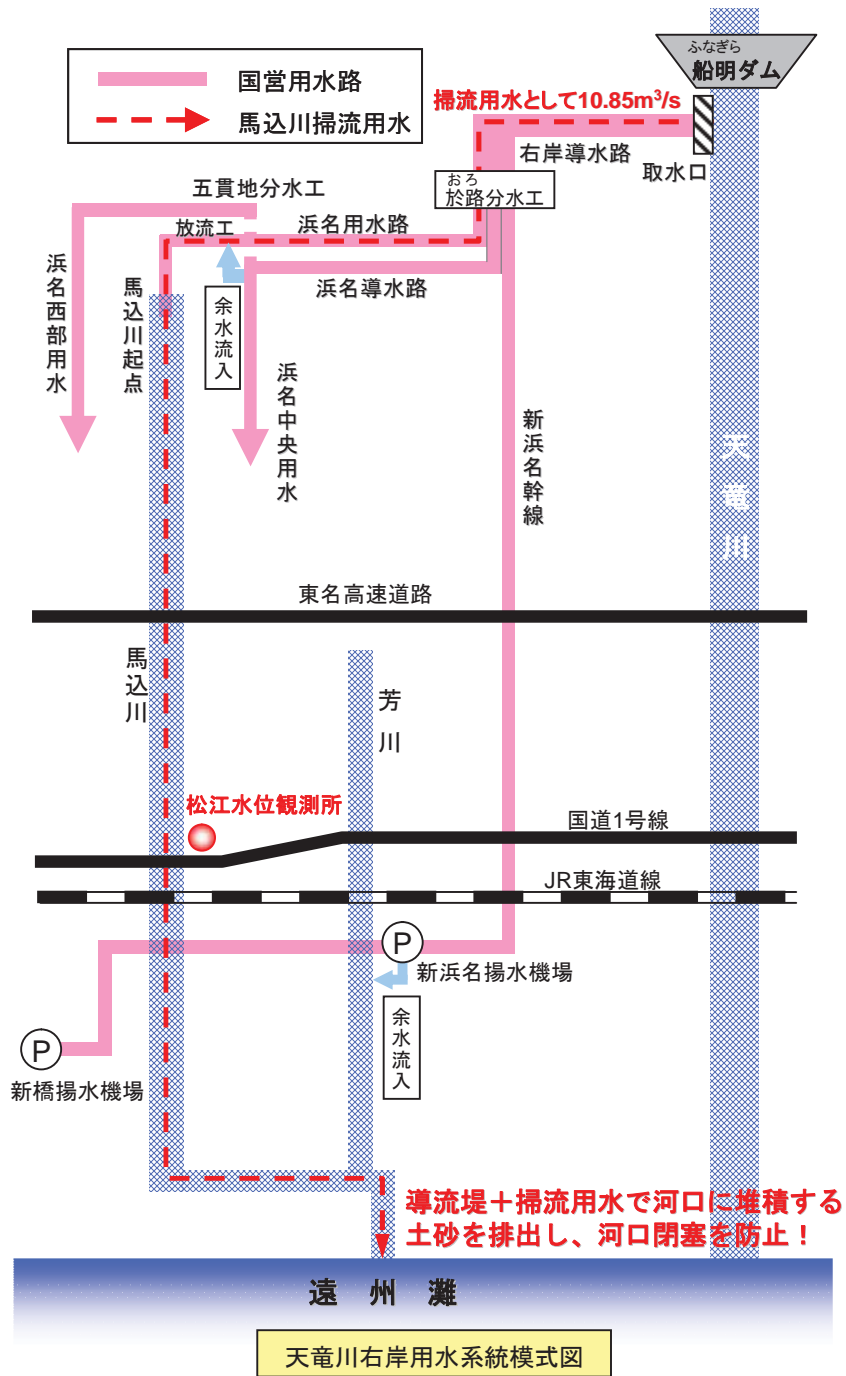 ふなぎら
船明ダム
国営用水路
馬込川掃流用水
掃流用水として10.85m³/s
右岸導水路
取水口
おろ
於路分水工
五貫地分水工
放流工
浜名用水路
浜名導水路
余水流入
浜名西部用水
馬込川起点
浜名中央用水
新浜名幹線
天竜川
東名高速道路
馬込川
芳川
松江水位観測所
国道1号線
JR東海道線
P
新浜名揚水機場
余水流入
P
新橋揚水機場
導流堤+掃流用水で河口に堆積する
土砂を排出し、河口閉塞を防止!
遠州灘
天竜川右岸用水系統模式図